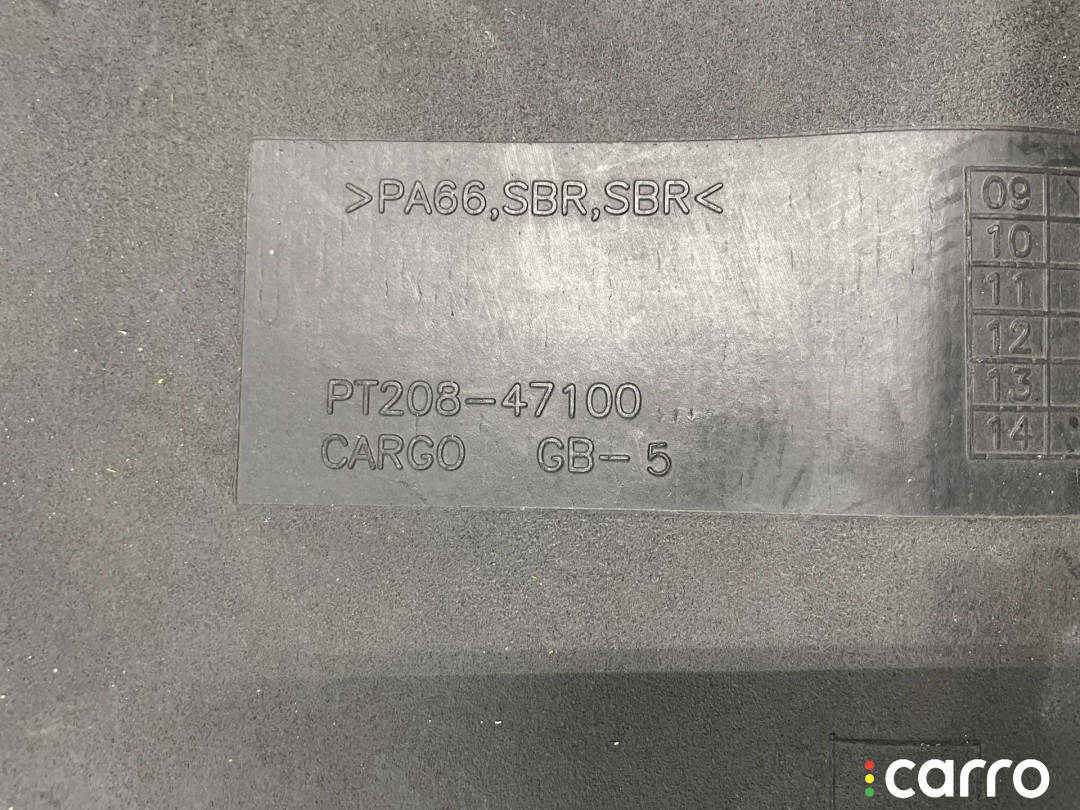 >PA66,SBR,SBR<
09
10
11
12
13
14
PT208-47100
CARGO GB-5
carro